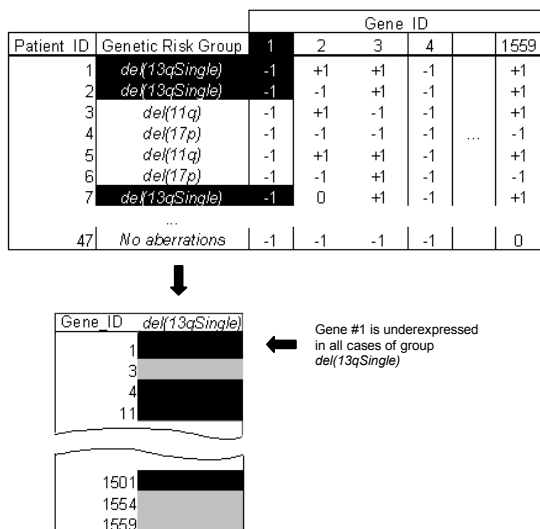 Gene ID
Patient ID Genetic Risk Group 1 2 3 4 1559
1 del(13qSingle) -1 +1 +1 -1 +1
2 del(13qSingle) -1 -1 +1 -1 +1
3 del(11q) -1 +1 -1 -1 +1
4 del(17p) -1 -1 -1 -1 ... -1
5 del(11q) -1 +1 +1 -1 +1
6 del(17p) -1 -1 +1 -1 -1
7 del(13qSingle) -1 0 +1 -1 +1
...
47 No aberrations -1 -1 -1 -1 0
Gene_ID del(13qSingle)
1
3
4
11
1501
1554
1559
Gene #1 is underexpressed
in all cases of group
del(13qSingle)